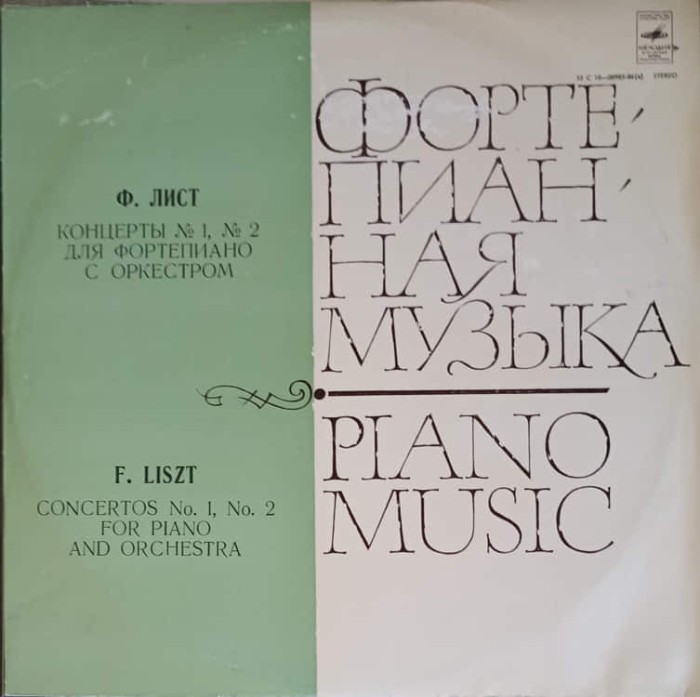 Ф. ЛИСТ
КОНЦЕРТЫ № 1, № 2
ДЛЯ ФОРТЕПИАНО
С ОРКЕСТРОМ
F. LISZT
CONCERTOS No. 1, No. 2
FOR PIANO
AND ORCHESTRA
МЕЛОДИЯ
STEREO
ФОРТЕ-
ПИАН-
НАЯ
МУЗЫКА
PIANO
MUSIC